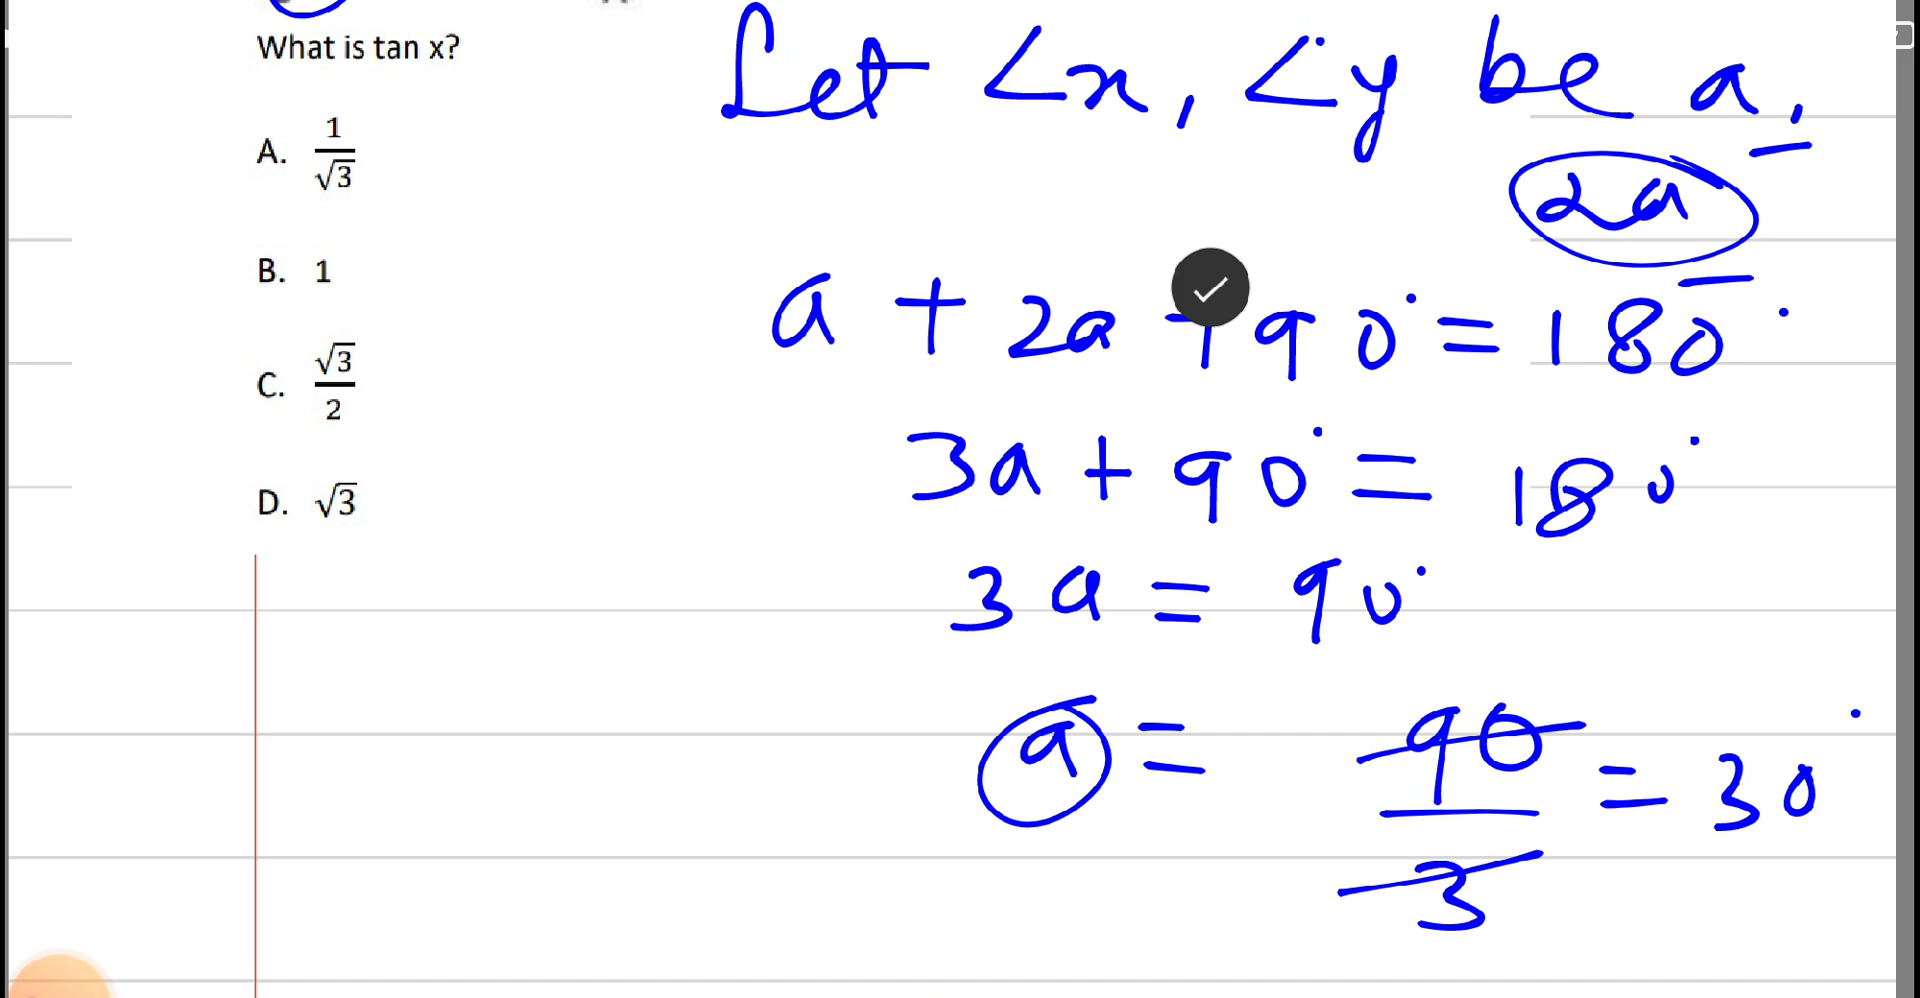 What is tan x?
A. 1/√3
B. 1
C. √3/2
D. √3
Let ∠x, ∠y be a,
2a
a + 2a + 90° = 180°
3a + 90° = 180°
3a = 90°
a = 90/3 = 30°